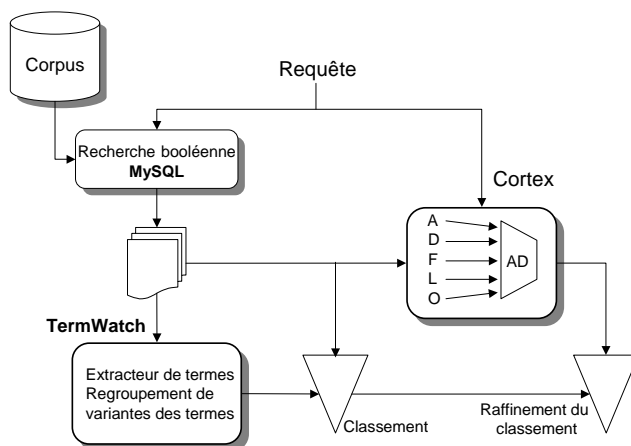 Corpus
Requête
Recherche booléenne
MySQL
Cortex
A
D
F
L
O
AD
TermWatch
Extracteur de termes
Regroupement de
variantes des termes
Classement
Raffinement du
classement